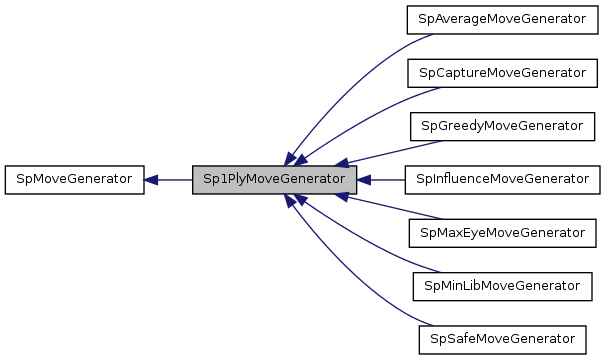 SpAverageMoveGenerator
SpCaptureMoveGenerator
SpGreedyMoveGenerator
SpMoveGenerator
Sp1PlyMoveGenerator
SpInfluenceMoveGenerator
SpMaxEyeMoveGenerator
SpMinLibMoveGenerator
SpSafeMoveGenerator